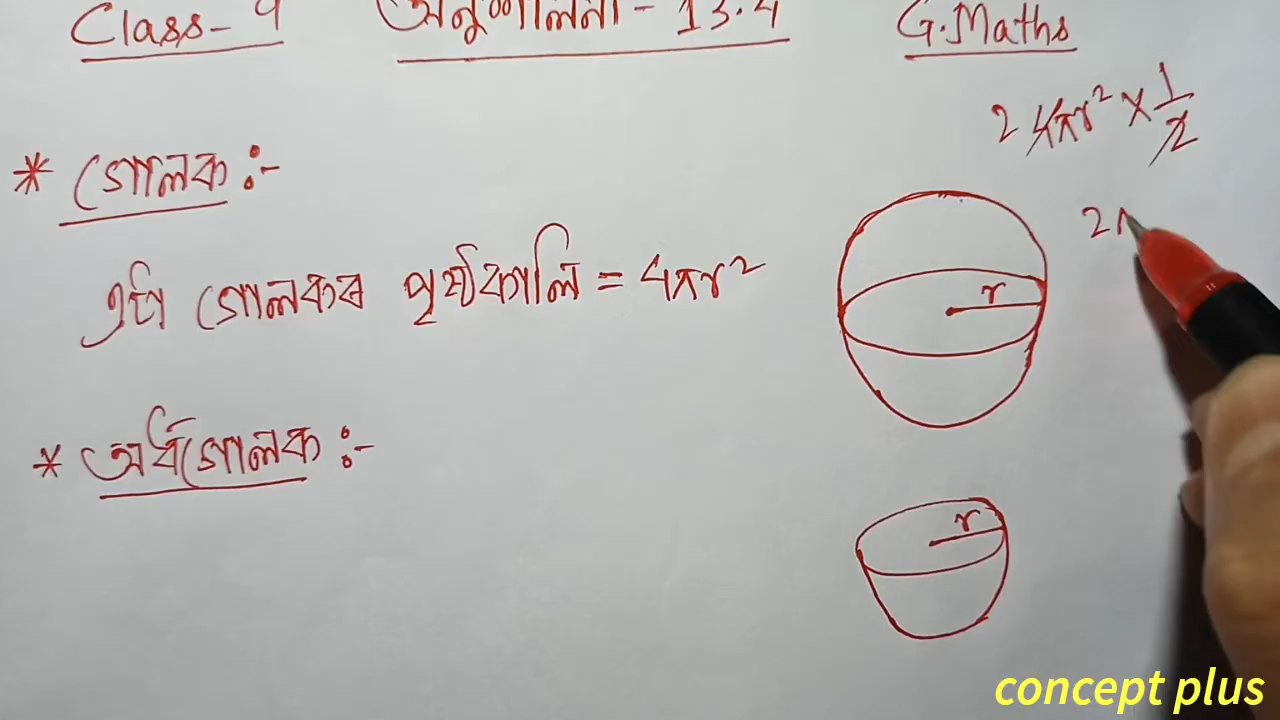 Class- 9 অনুশীলনী - 13.4 G.Maths
2 4πr² × 1/2
* গোলক :-
2
r
এটা গোলকৰ পৃষ্ঠকালি = 4πr²
* অৰ্ধগোলক :-
r
concept plus